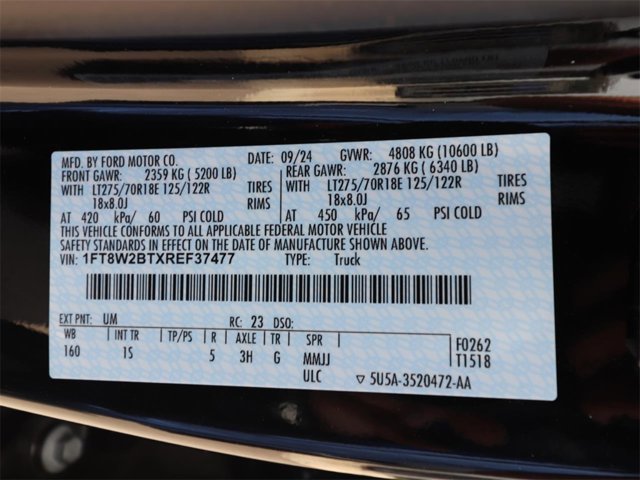 MFD. BY FORD MOTOR CO. DATE: 09/24 GVWR: 4808 KG (10600 LB)
FRONT GAWR: 2359 KG ( 5200 LB) REAR GAWR: 2876 KG ( 6340 LB)
WITH LT275/70R18E 125/122R TIRES WITH LT275/70R18E 125/122R TIRES
18x8.0J RIMS 18x8.0J RIMS
AT 420 kPa/ 60 PSI COLD AT 450 kPa/ 65 PSI COLD
THIS VEHICLE CONFORMS TO ALL APPLICABLE FEDERAL MOTOR VEHICLE
SAFETY STANDARDS IN EFFECT ON THE DATE OF MANUFACTURE SHOWN ABOVE
VIN: 1FT8W2BTXREF37477 TYPE: Truck
EXT PNT: UM RC: 23 DSO:
WB INT TR TP/PS R AXLE TR SPR F0262
160 1S 5 3H G MMJJ T1518
ULC ▽ 5U5A-3520472-AA